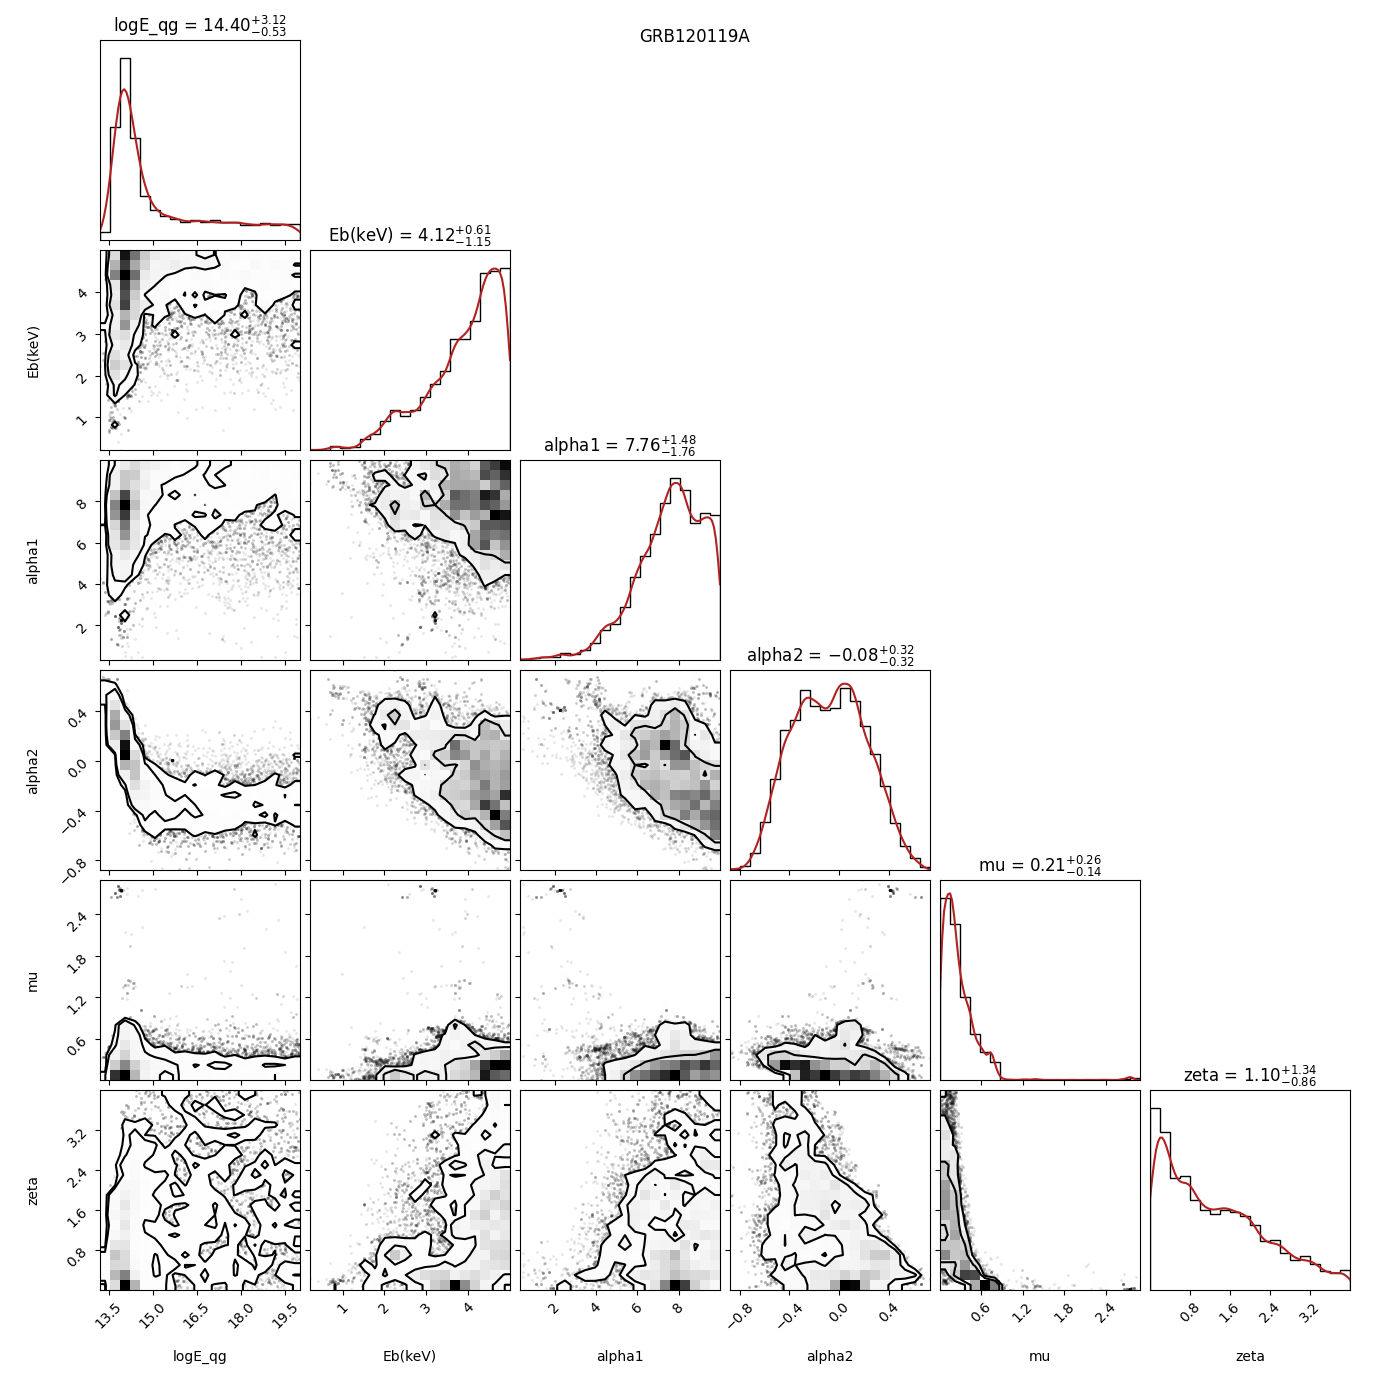 logE_qg = 14.40+3.12−0.53
GRB120119A
Eb(keV) = 4.12+0.61−1.15
4
3
2
1
Eb(keV)
alpha1 = 7.76+1.48−1.76
8
6
4
2
alpha1
alpha2 = −0.08+0.32−0.32
0.4
0.0
−0.4
−0.8
alpha2
mu = 0.21+0.26−0.14
2.4
1.8
1.2
0.6
mu
zeta = 1.10+1.34−0.86
3.2
2.4
1.6
0.8
zeta
13.5 15.0 16.5 18.0 19.5 1 2 3 4 2 4 6 8 −0.8 −0.4 0.0 0.4 0.6 1.2 1.8 2.4 0.8 1.6 2.4 3.2
logE_qg Eb(keV) alpha1 alpha2 mu zeta